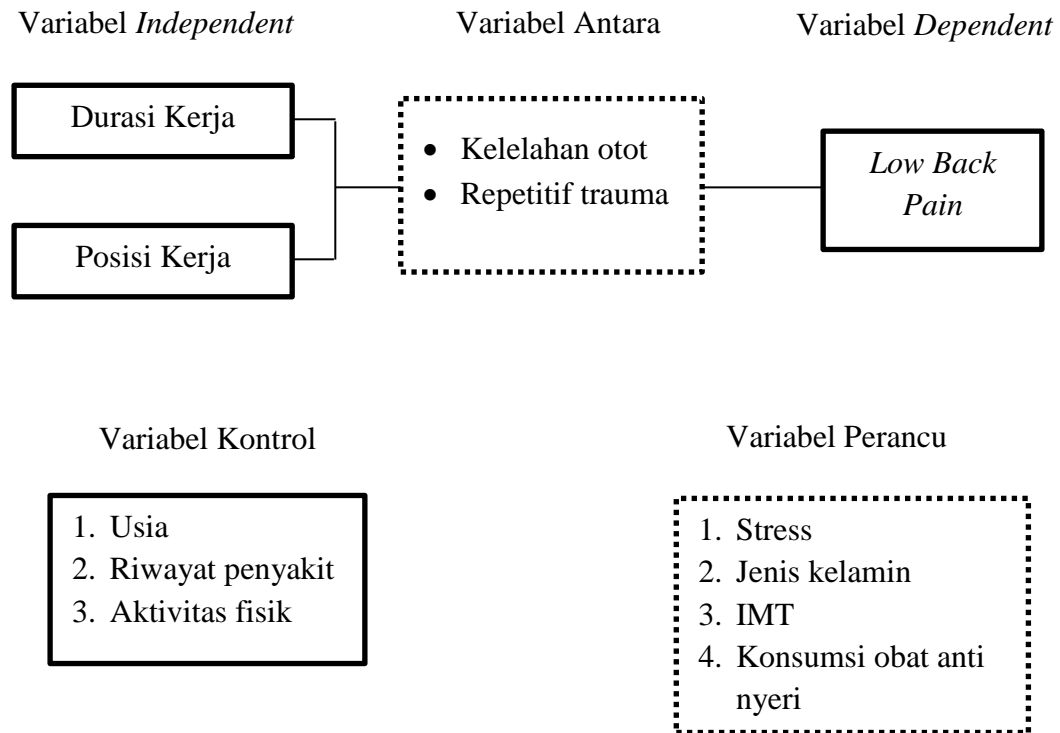 Variabel Independent
Variabel Antara
Variabel Dependent
Durasi Kerja
• Kelelahan otot
• Repetitif trauma
Low Back
Pain
Posisi Kerja
Variabel Kontrol
Variabel Perancu
1. Usia
2. Riwayat penyakit
3. Aktivitas fisik
1. Stress
2. Jenis kelamin
3. IMT
4. Konsumsi obat anti
nyeri